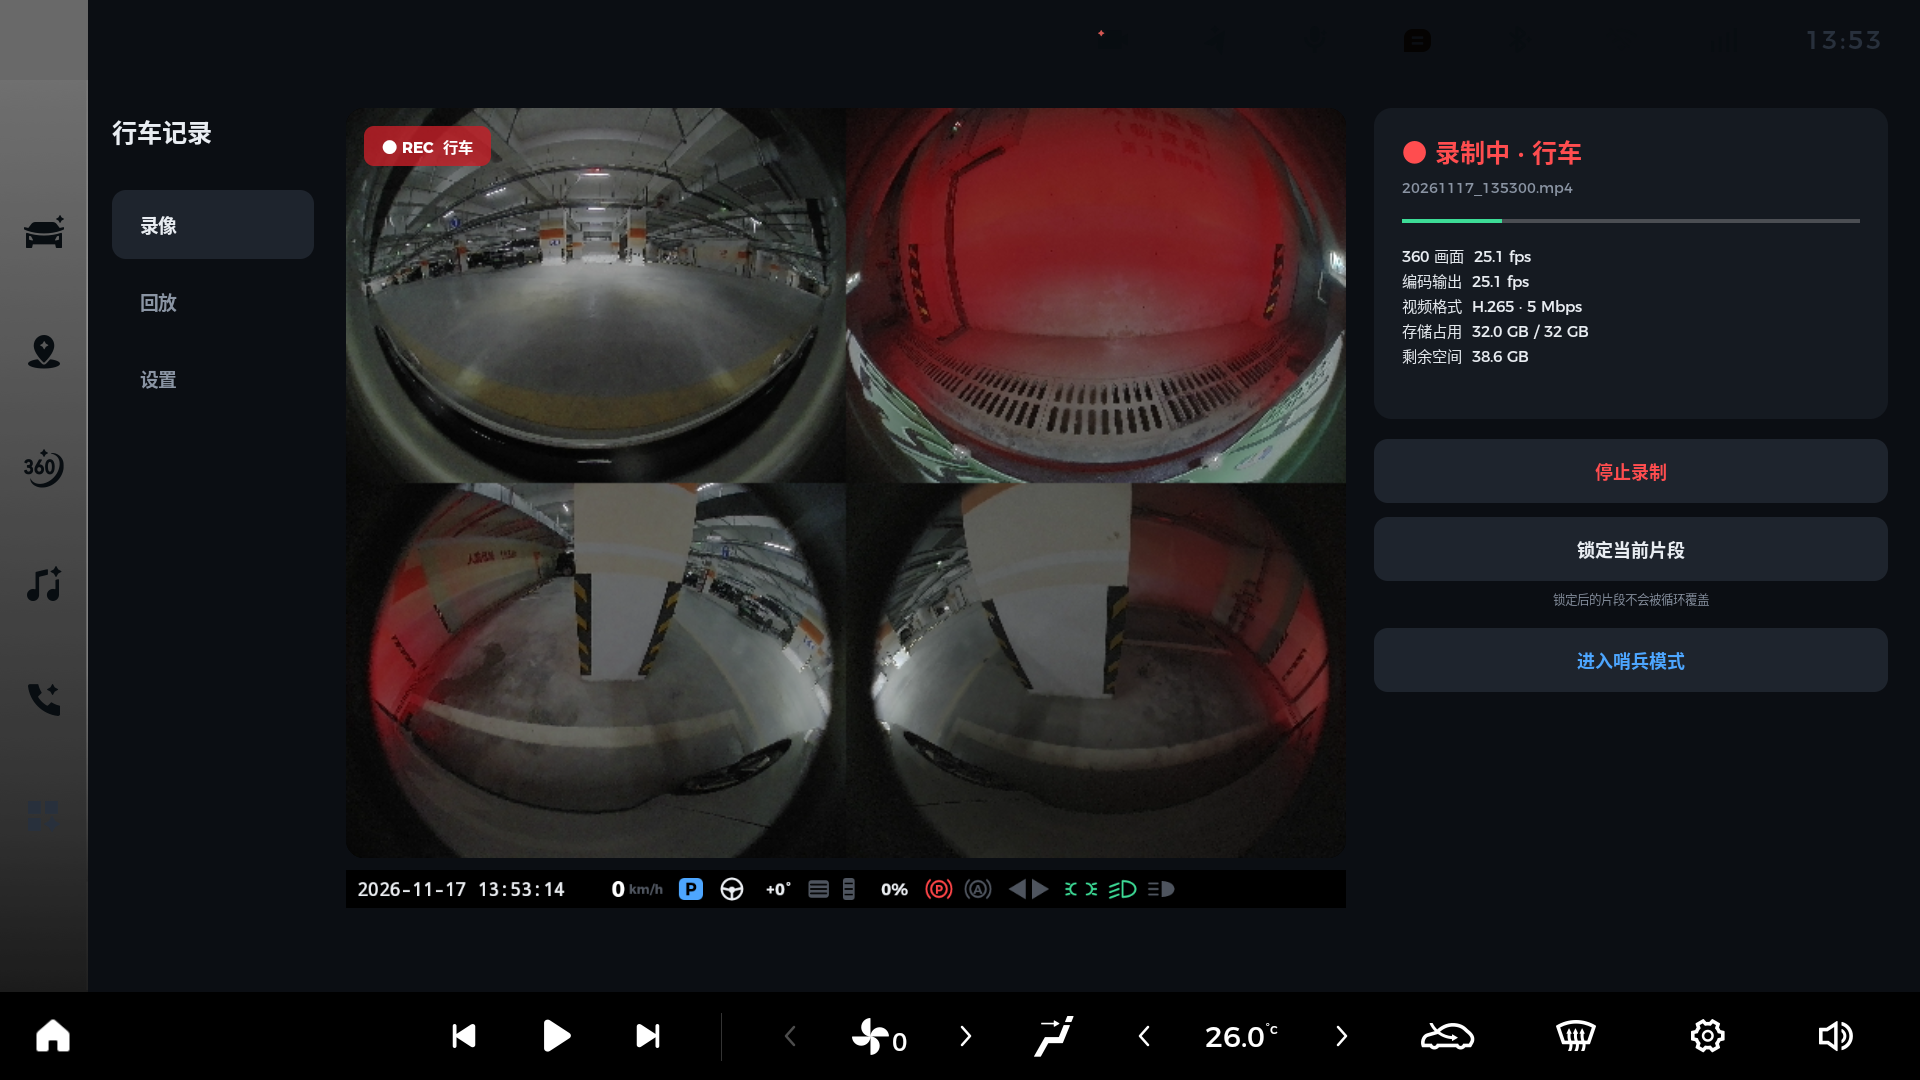 13:53
行车记录
录像
回放
设置
360
REC 行车
录制中 · 行车
20261117_135300.mp4
360 画面 25.1 fps
编码输出 25.1 fps
视频格式 H.265 · 5 Mbps
存储占用 32.0 GB / 32 GB
剩余空间 38.6 GB
停止录制
锁定当前片段
锁定后的片段不会被循环覆盖
进入哨兵模式
2026-11-17 13:53:14 0 km/h P +0° 0% P A
0 26.0°C